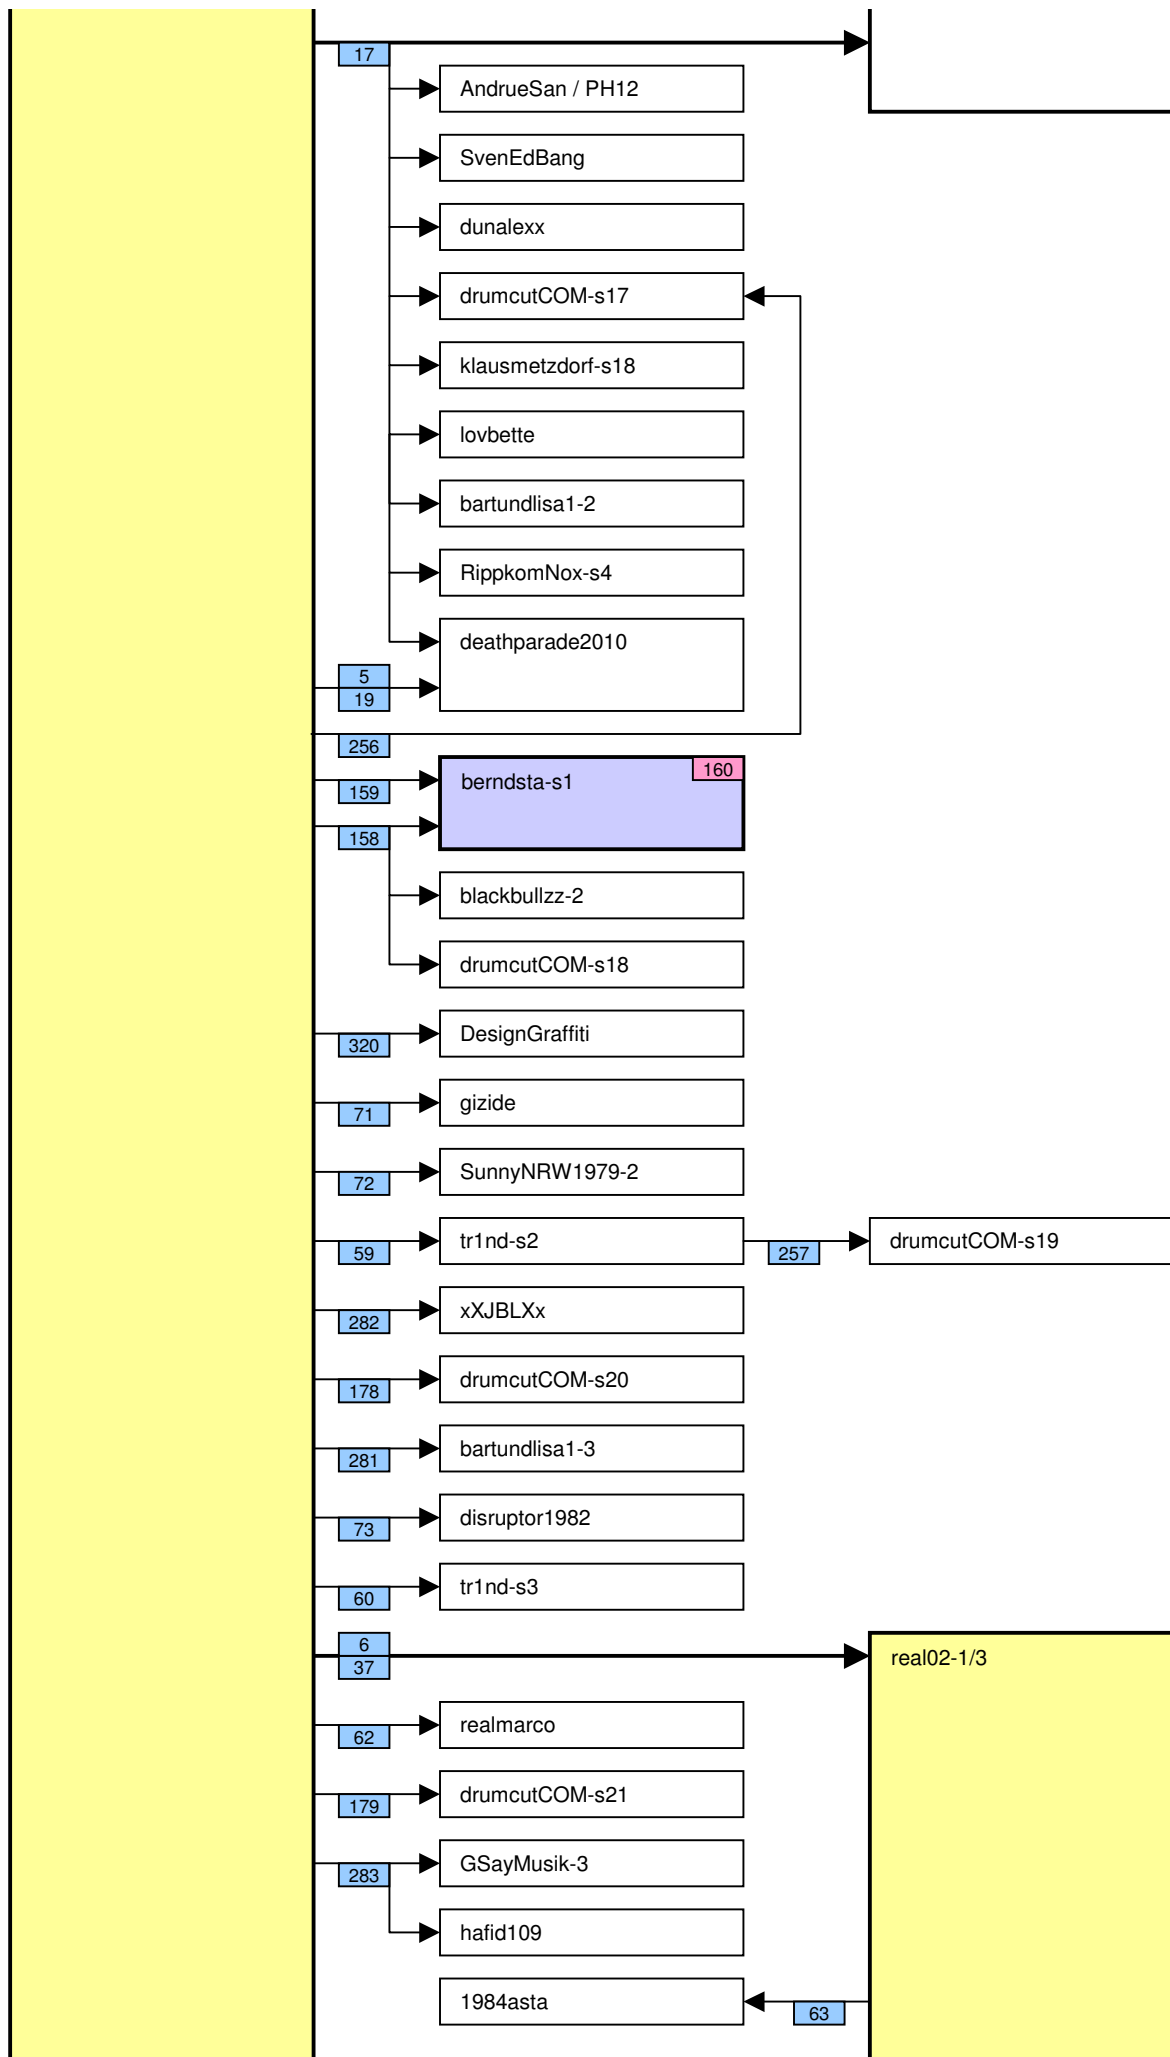 17
AndrueSan / PH12
SvenEdBang
dunalexx
drumcutCOM-s17
klausmetzdorf-s18
lovbette
bartundlisa1-2
RippkomNox-s4
deathparade2010
5
19
256
berndsta-s1
160
159
158
blackbullzz-2
drumcutCOM-s18
DesignGraffiti
320
gizide
71
SunnyNRW1979-2
72
tr1nd-s2
59
257
drumcutCOM-s19
xXJBLXx
282
drumcutCOM-s20
178
bartundlisa1-3
281
disruptor1982
73
tr1nd-s3
60
6
37
real02-1/3
realmarco
62
drumcutCOM-s21
179
GSayMusik-3
283
hafid109
1984asta
63